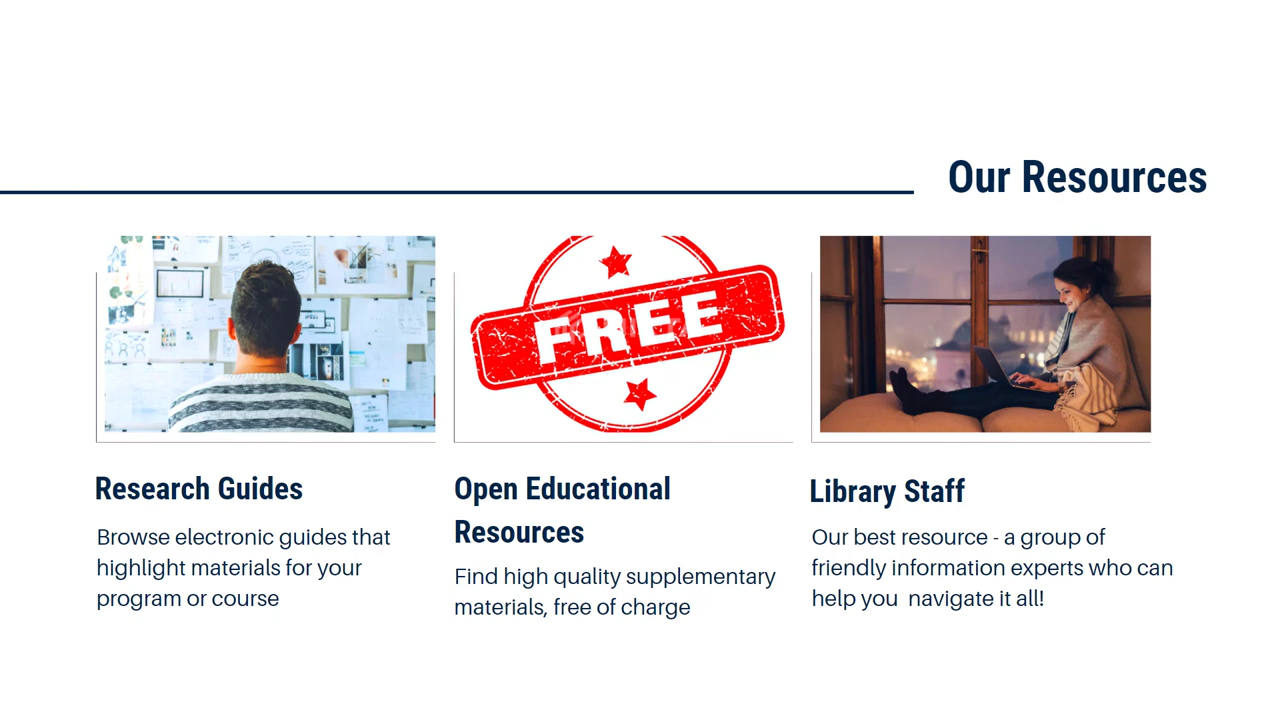 Our Resources
FREE
Research Guides
Browse electronic guides that
highlight materials for your
program or course
Open Educational
Resources
Find high quality supplementary
materials, free of charge
Library Staff
Our best resource - a group of
friendly information experts who can
help you  navigate it all!